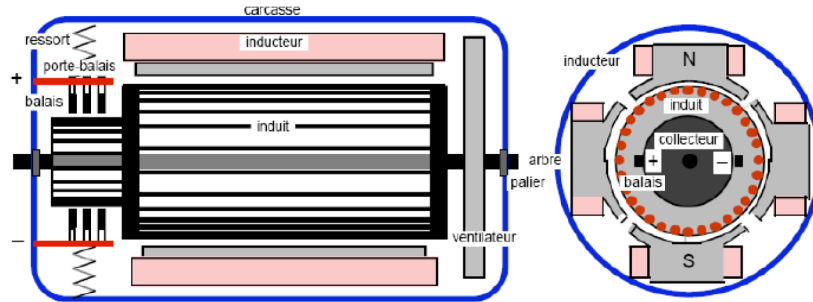 carcasse
ressort
inducteur
porte-balais
+
balais
induit
arbre
palier
–
ventilateur
inducteur
N
induit
collecteur
+ –
balais
S